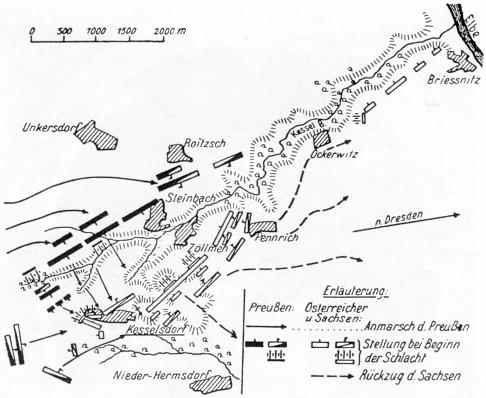 0 500 1000 1500 2000 m
Elbe
Briessnitz
Unkersdorf
Roitzsch
Kessel
Ockerwitz
Steinbach
Zöllmen
Pennrich
n. Dresden
Kesselsdorf
Nieder-Hermsdorf
Erläuterung:
Preußen: Österreicher
u. Sachsen:
Anmarsch d. Preußen
Stellung bei Beginn
der Schlacht
Rückzug d. Sachsen